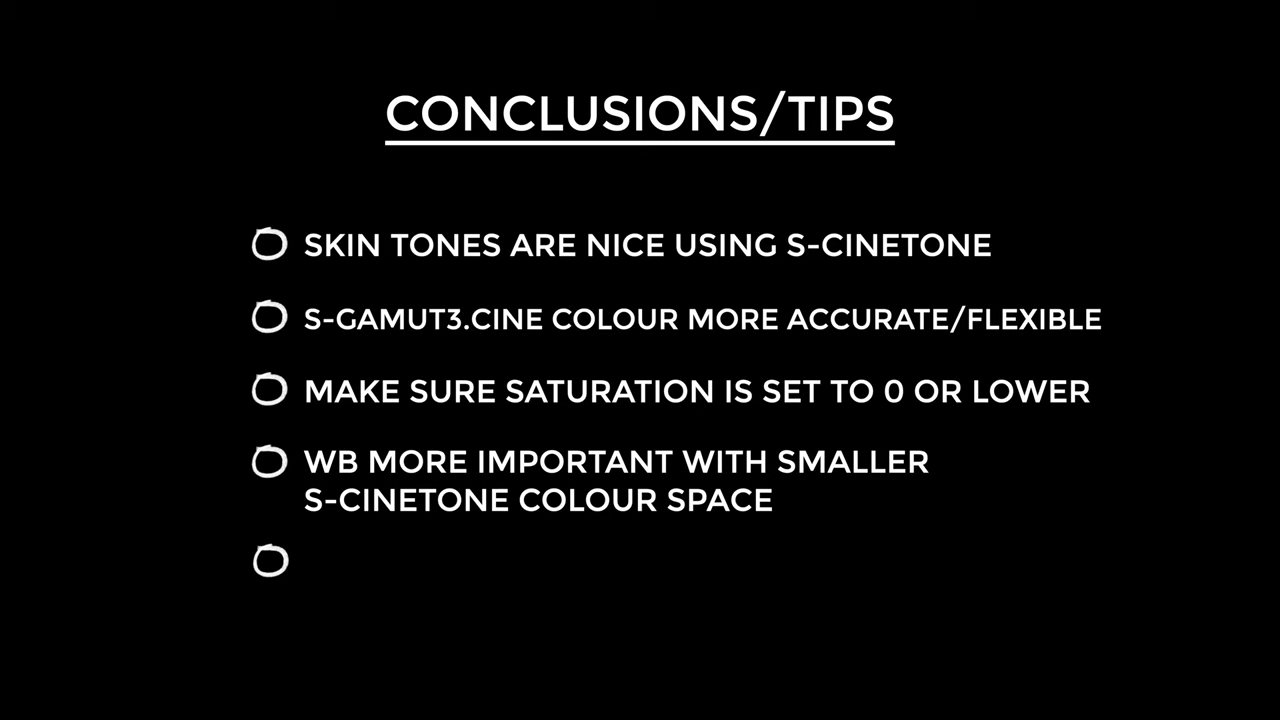 CONCLUSIONS/TIPS
SKIN TONES ARE NICE USING S-CINETONE
S-GAMUT3.CINE COLOUR MORE ACCURATE/FLEXIBLE
MAKE SURE SATURATION IS SET TO 0 OR LOWER
WB MORE IMPORTANT WITH SMALLER
S-CINETONE COLOUR SPACE